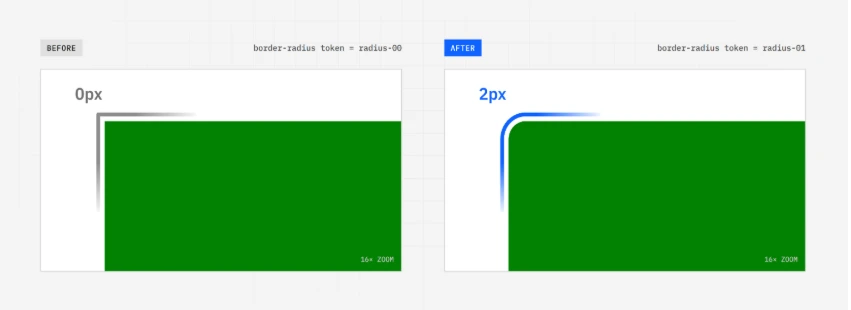 BEFORE
border-radius token = radius-00
0px
16× ZOOM
AFTER
border-radius token = radius-01
2px
16× ZOOM